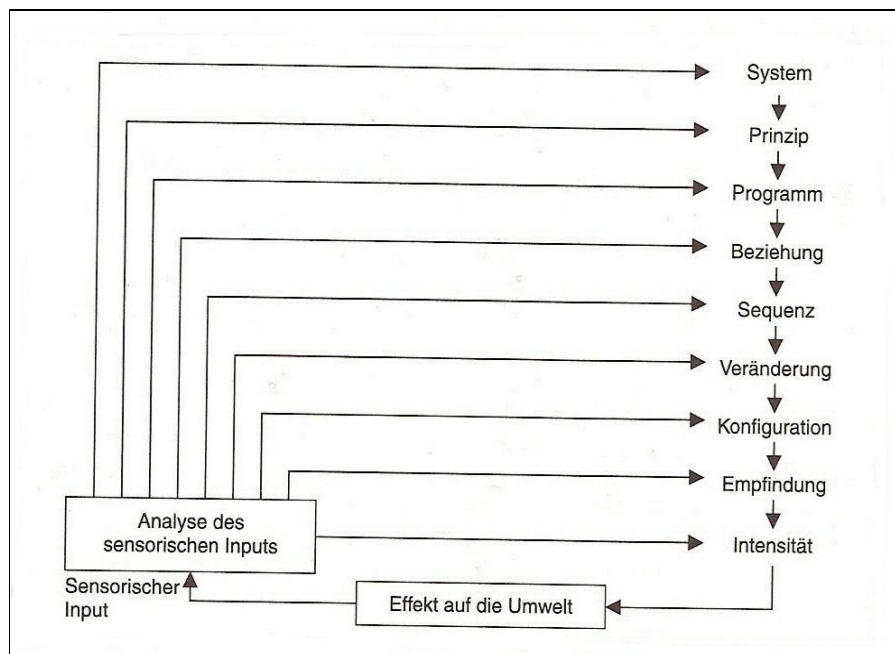 System
Prinzip
Programm
Beziehung
Sequenz
Veränderung
Konfiguration
Empfindung
Analyse des
sensorischen Inputs
Intensität
Sensorischer
Input
Effekt auf die Umwelt